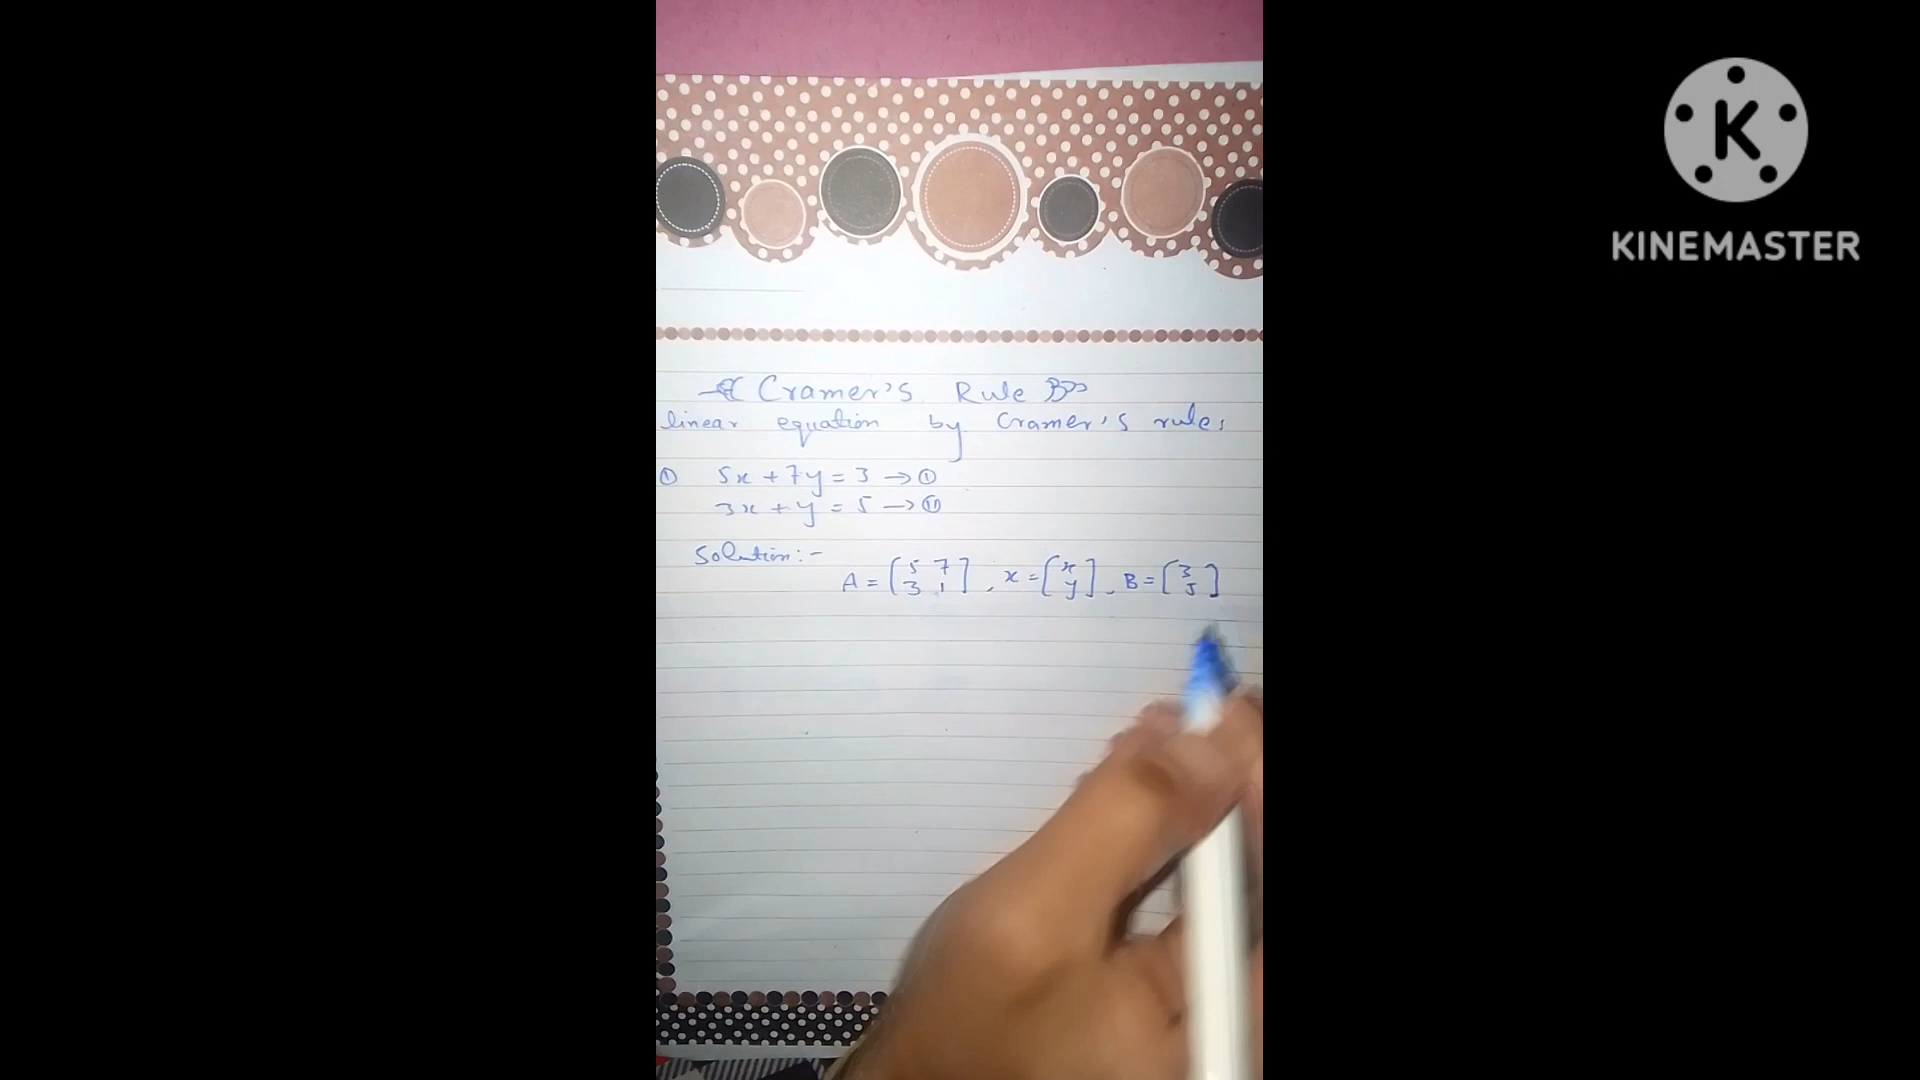 Cramer's Rule
linear equation by Cramer's rule:
① 5x + 7y = 3 → ①
3x + y = 5 → ⑪
Solution:-
A = [5 7
3 1], x = [x
y], B = [3
5]
K
KINEMASTER